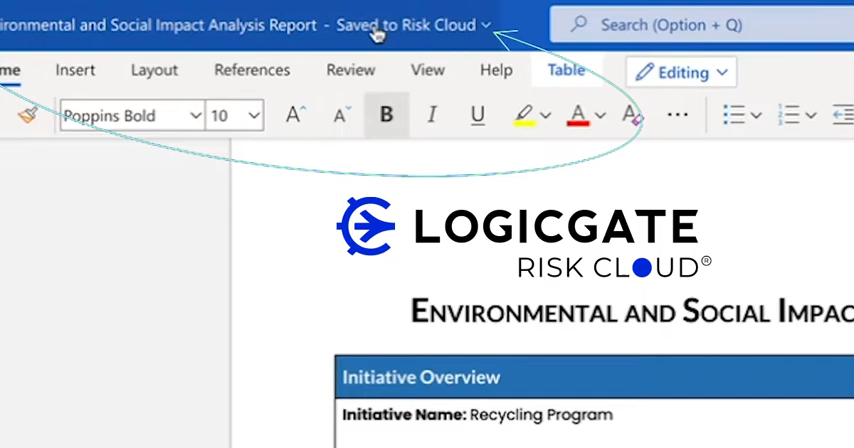 ironmental and Social Impact Analysis Report - Saved to Risk Cloud
Search (Option + Q)
me Insert Layout References Review View Help Table Editing
Poppins Bold 10 A A B I U A A ...
LOGICGATE
RISK CLOUD®
ENVIRONMENTAL AND SOCIAL IMPAC
Initiative Overview
Initiative Name: Recycling Program